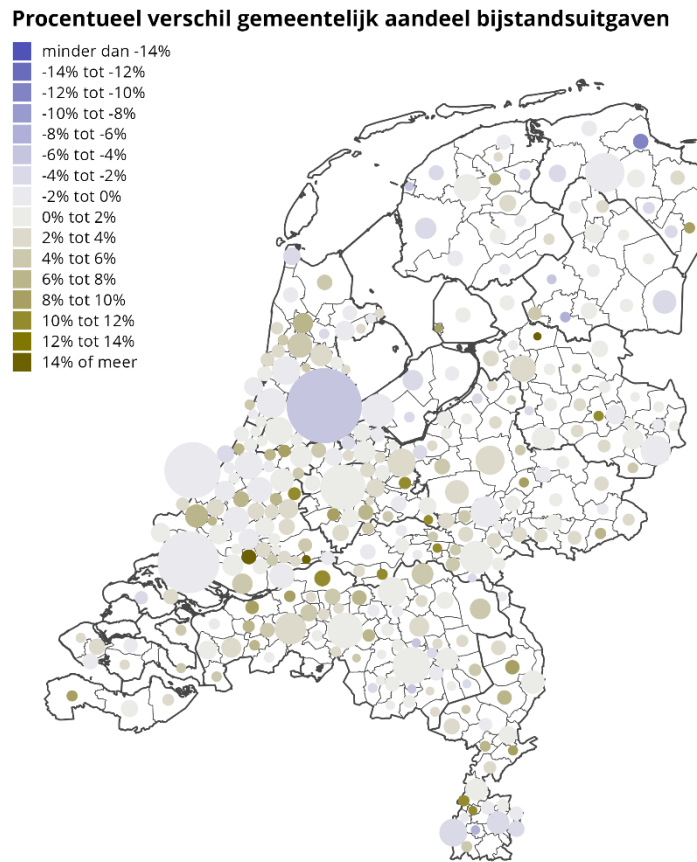 Procentueel verschil gemeentelijk aandeel bijstandsuitgaven
minder dan -14%
-14% tot -12%
-12% tot -10%
-10% tot -8%
-8% tot -6%
-6% tot -4%
-4% tot -2%
-2% tot 0%
0% tot 2%
2% tot 4%
4% tot 6%
6% tot 8%
8% tot 10%
10% tot 12%
12% tot 14%
14% of meer